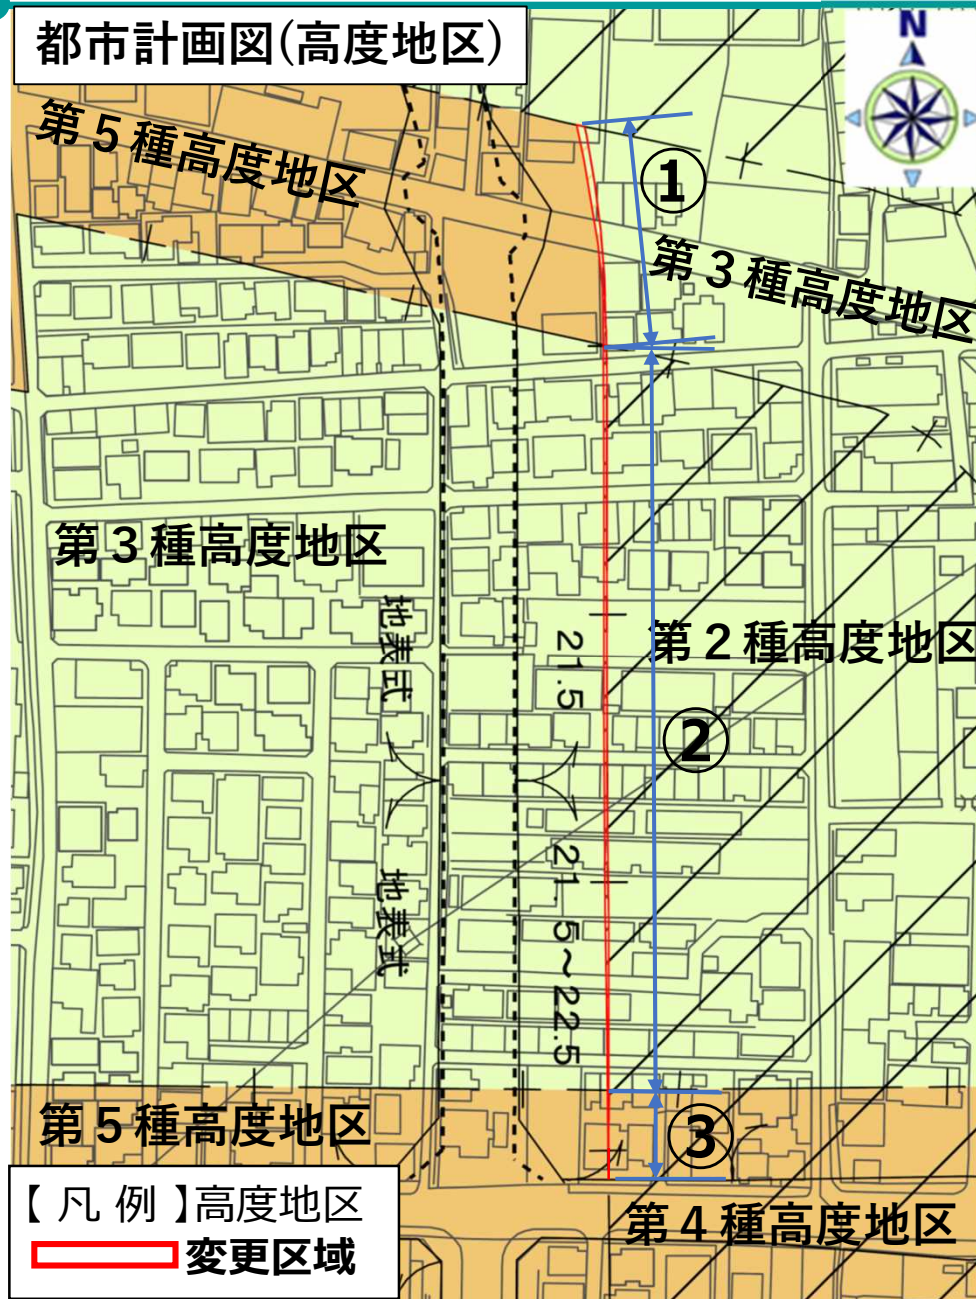 都市計画図(高度地区)
N
第５種高度地区
①
第３種高度地区
第３種高度地区
地表式
21.5
第２種高度地区
②
地表式
21.5～22.5
第５種高度地区
③
第４種高度地区
【 凡 例 】高度地区
変更区域